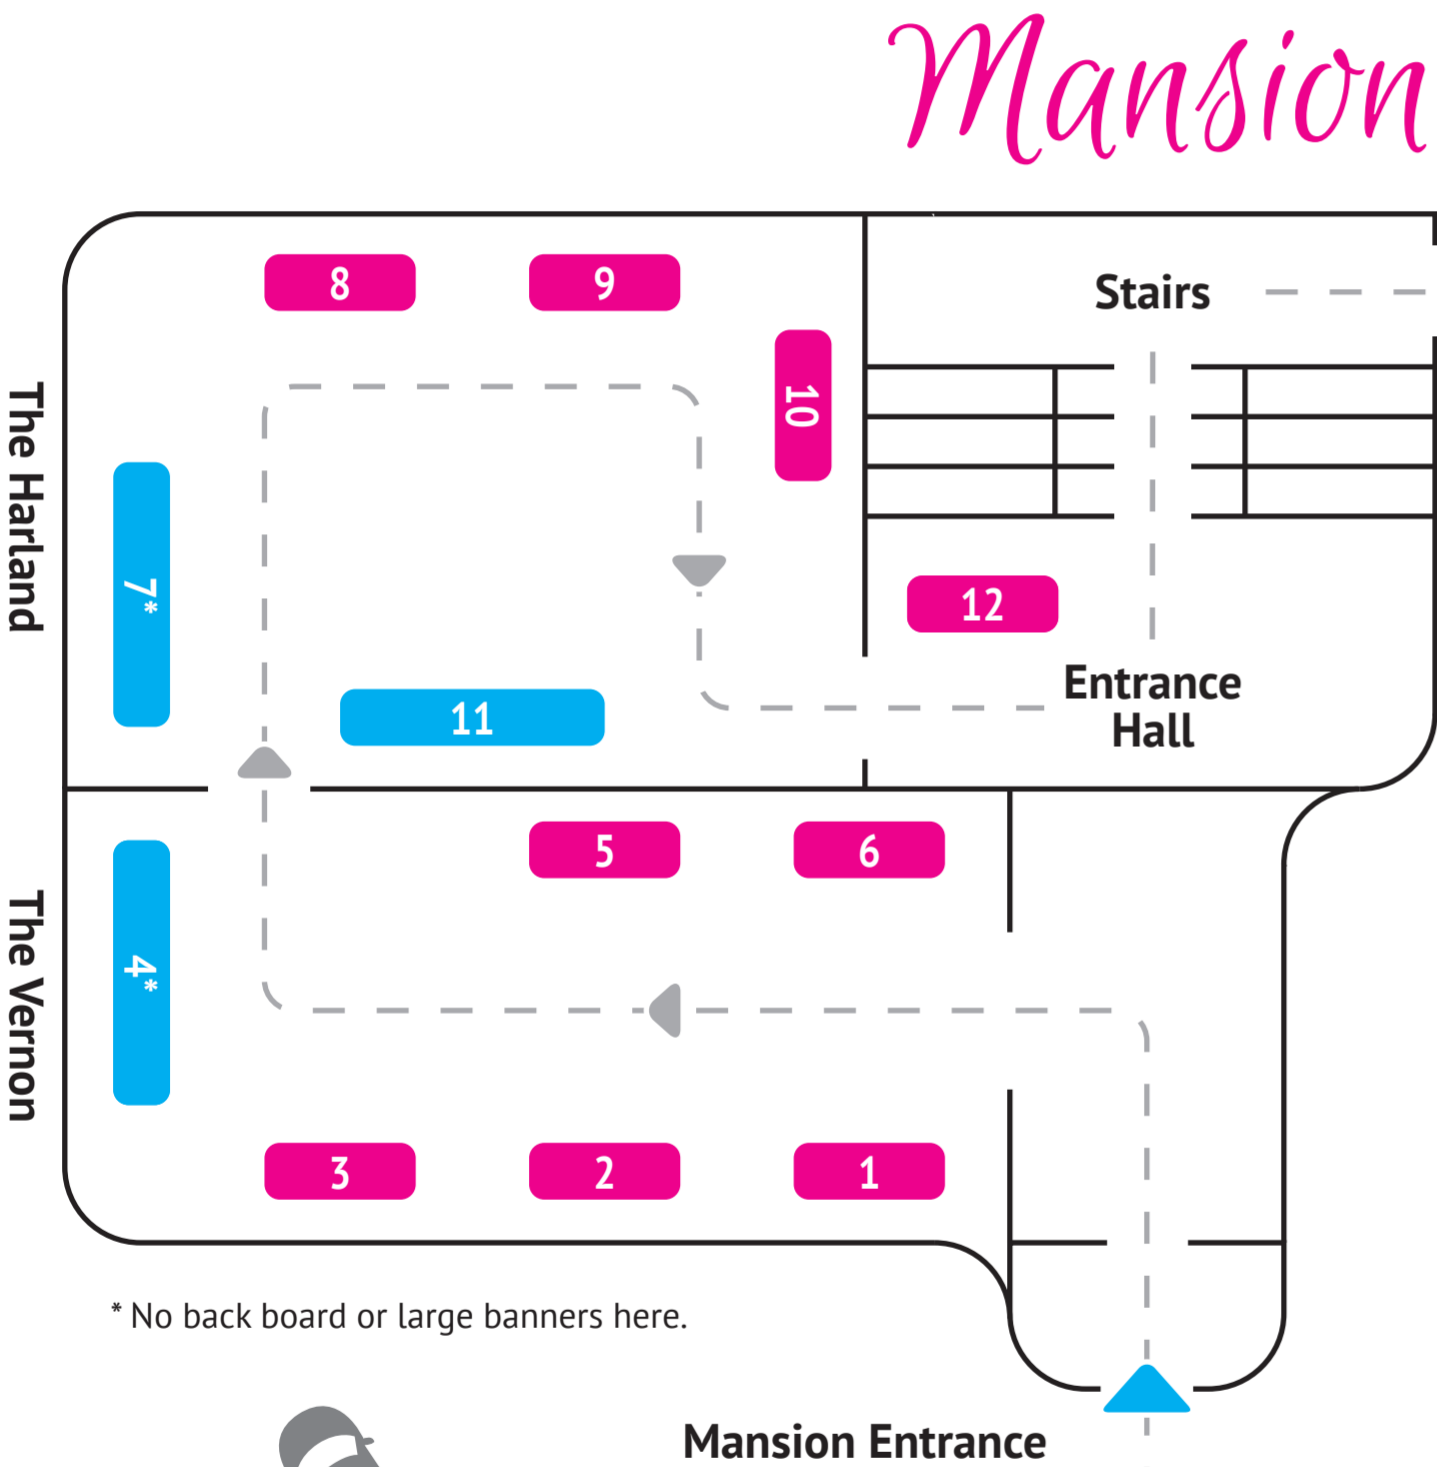 Mansion
8
9
Stairs
10
The Harland
7*
12
Entrance
Hall
11
5
6
The Vernon
4*
3
2
1
* No back board or large banners here.
Mansion Entrance